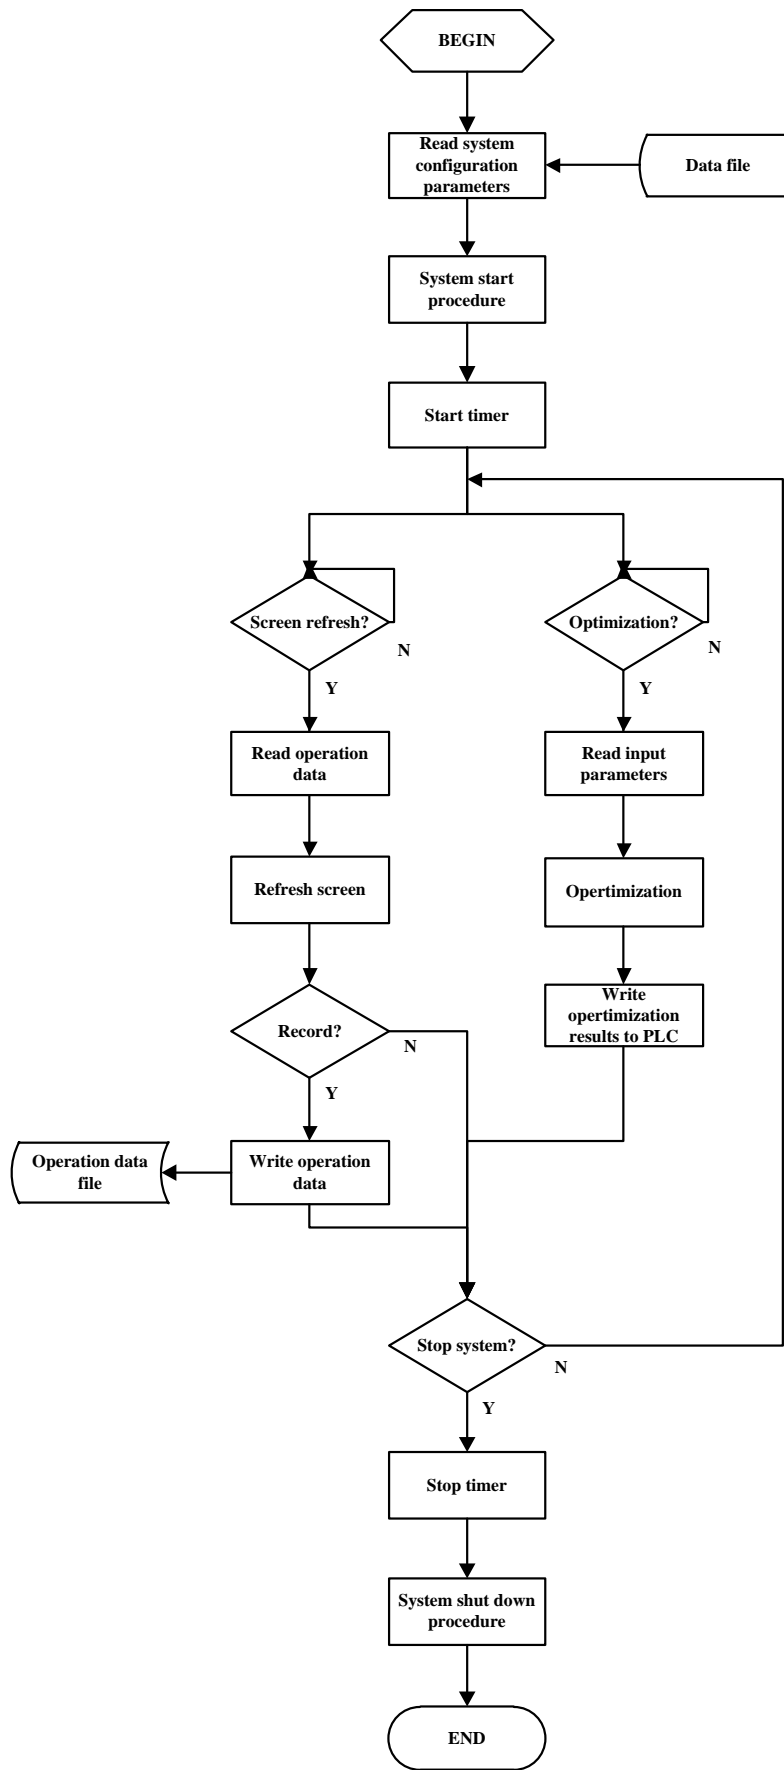 BEGIN
Read system
configuration
parameters
Data file
System start
procedure
Start timer
Screen refresh?
N
Y
Optimization?
N
Y
Read operation
data
Read input
parameters
Refresh screen
Opertimization
Record?
N
Y
Write
opertimization
results to PLC
Operation data
file
Write operation
data
Stop system?
N
Y
Stop timer
System shut down
procedure
END